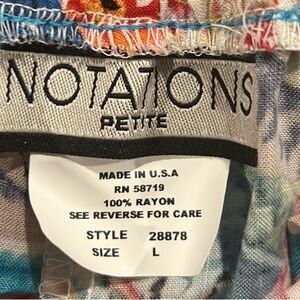 NOTATIONS
PETITE
MADE IN U.S.A
RN 58719
100% RAYON
SEE REVERSE FOR CARE
STYLE 28878
SIZE L